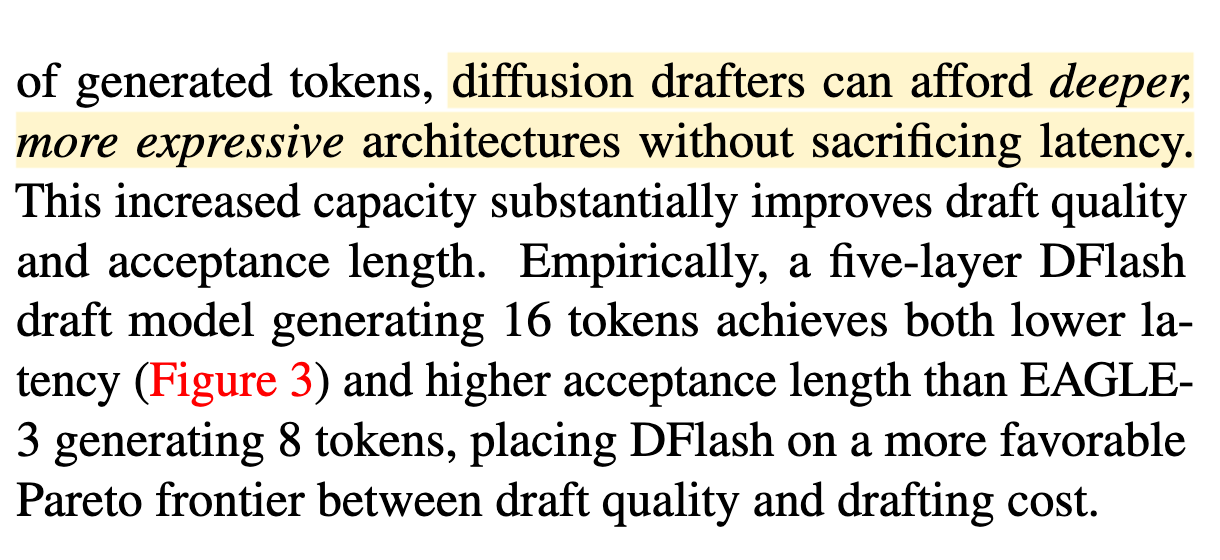 of generated tokens, diffusion drafters can afford deeper,
more expressive architectures without sacrificing latency.
This increased capacity substantially improves draft quality
and acceptance length. Empirically, a five-layer DFlash
draft model generating 16 tokens achieves both lower la-
tency (Figure 3) and higher acceptance length than EAGLE-
3 generating 8 tokens, placing DFlash on a more favorable
Pareto frontier between draft quality and drafting cost.